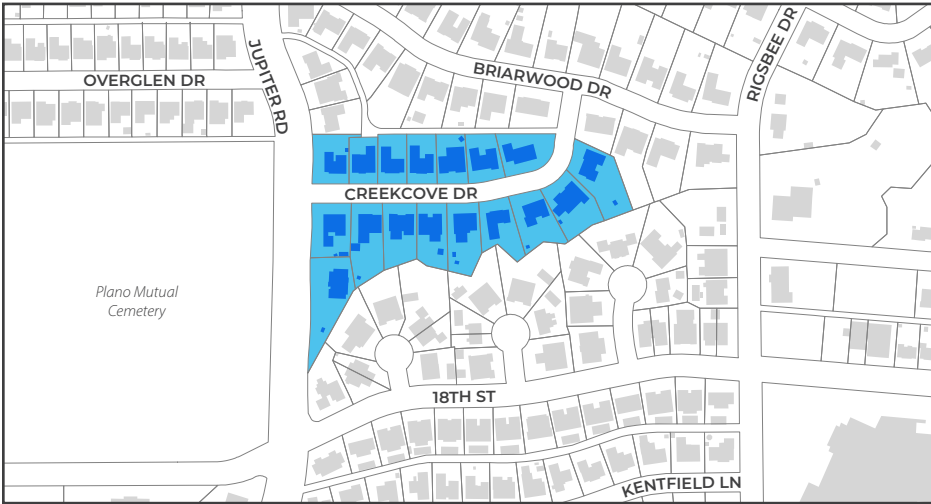 OVERGLEN DR
JUPITER RD
BRIARWOOD DR
RIGSBEE DR
CREEKCOVE DR
Plano Mutual
Cemetery
18TH ST
KENTFIELD LN